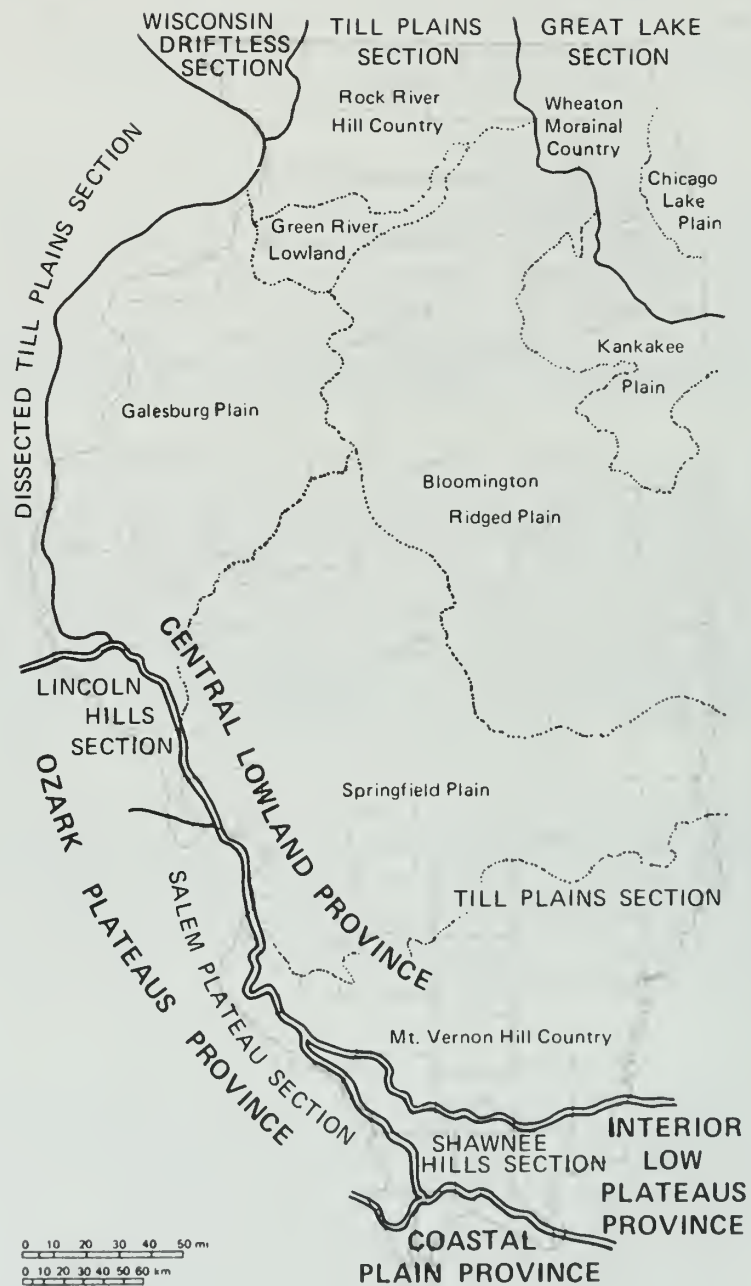 WISCONSIN
DRIFTLESS
SECTION
TILL PLAINS
SECTION
GREAT LAKE
SECTION
Rock River
Hill Country
Wheaton
Morainal
Country
Chicago
Lake
Plain
DISSECTED TILL PLAINS SECTION
Green River
Lowland
Kankakee
Plain
Galesburg Plain
Bloomington
Ridged Plain
LINCOLN
HILLS
SECTION
CENTRAL LOWLAND PROVINCE
OZARK PLATEAUS PROVINCE
Springfield Plain
SALEM PLATEAU SECTION
TILL PLAINS SECTION
Mt. Vernon Hill Country
SHAWNEE
HILLS SECTION
INTERIOR
LOW
PLATEAUS
PROVINCE
COASTAL
PLAIN PROVINCE
0 10 20 30 40 50 mi
0 10 20 30 40 50 60 km